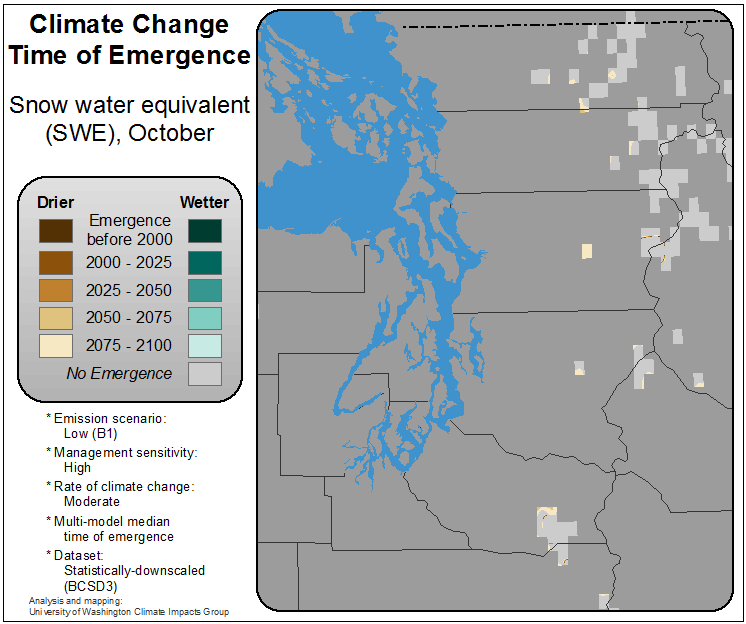 Climate Change
Time of Emergence
Snow water equivalent
(SWE), October
Drier
Wetter
Emergence
before 2000
2000 - 2025
2025 - 2050
2050 - 2075
2075 - 2100
No Emergence
* Emission scenario:
Low (B1)
* Management sensitivity:
High
* Rate of climate change:
Moderate
* Multi-model median
time of emergence
* Dataset:
Statistically-downscaled
(BCSD3)
Analysis and mapping:
University of Washington Climate Impacts Group